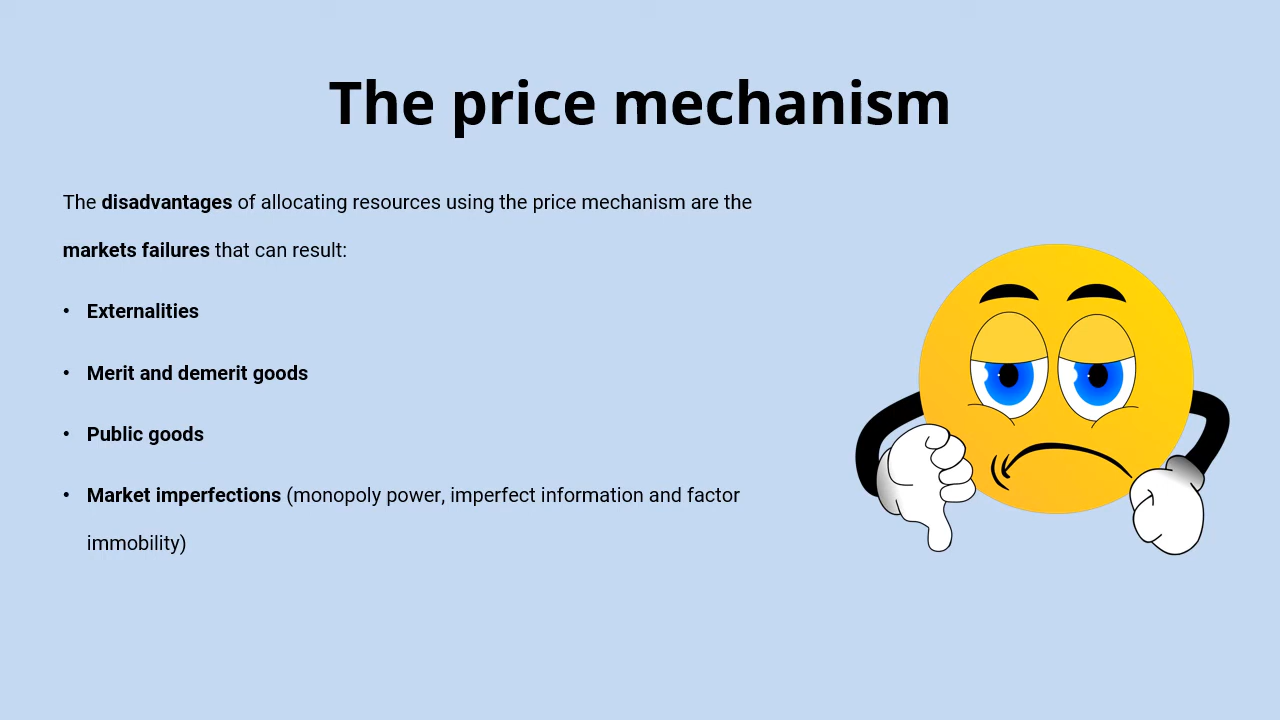 The price mechanism
The disadvantages of allocating resources using the price mechanism are the
markets failures that can result:
• Externalities
• Merit and demerit goods
• Public goods
• Market imperfections (monopoly power, imperfect information and factor
immobility)